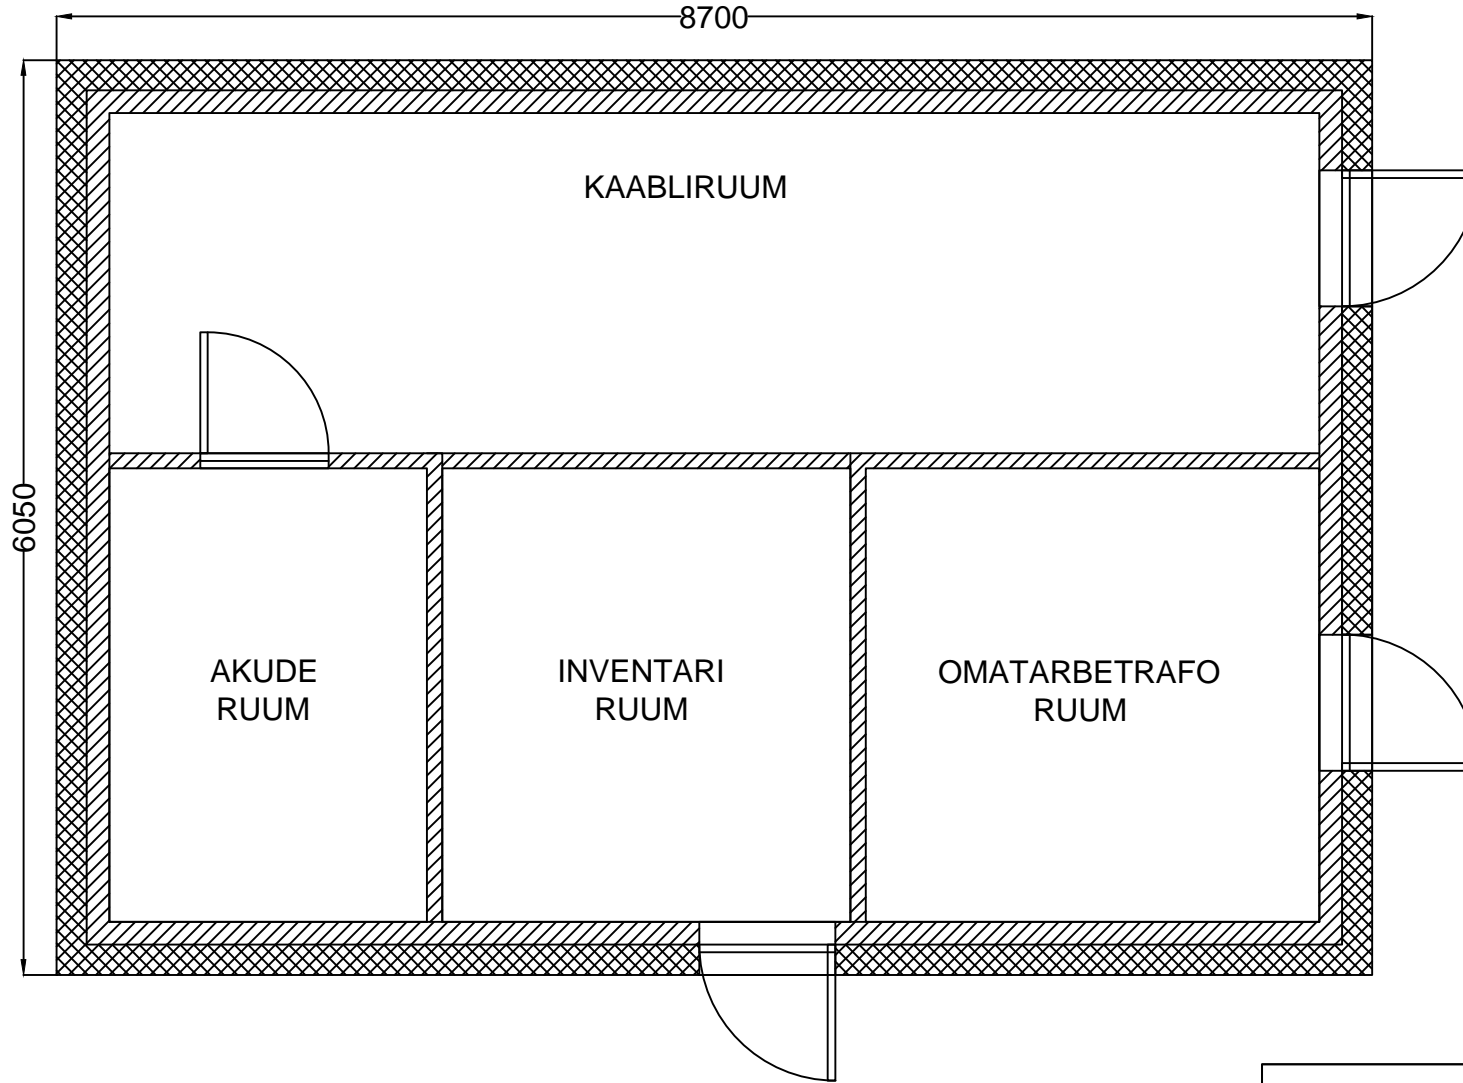 8700
KAABLIRUUM
6050
AKUDE
RUUM
INVENTARI
RUUM
OMATARBETRAFO
RUUM